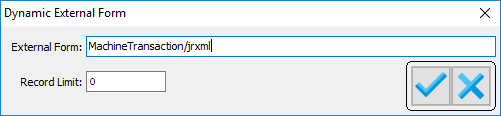 Dynamic External Form
External Form: MachineTransaction/jrxml
Record Limit: 0